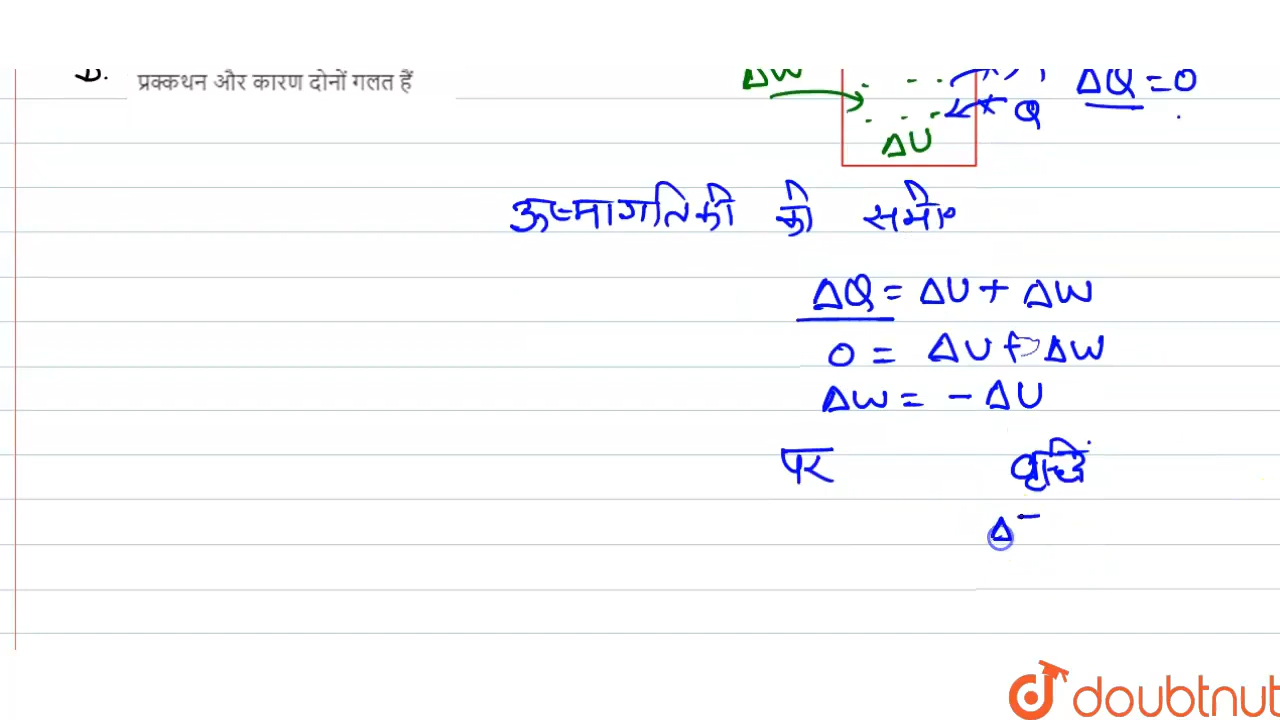 D.
प्रक्कथन और कारण दोनों गलत हैं
ΔW
ΔQ = 0
Q
ΔU
ऊष्मागतिकी की समी॰
ΔQ = ΔU + ΔW
0 = ΔU + ΔW
ΔW = - ΔU
पर वृद्धि
Δ
doubtnut